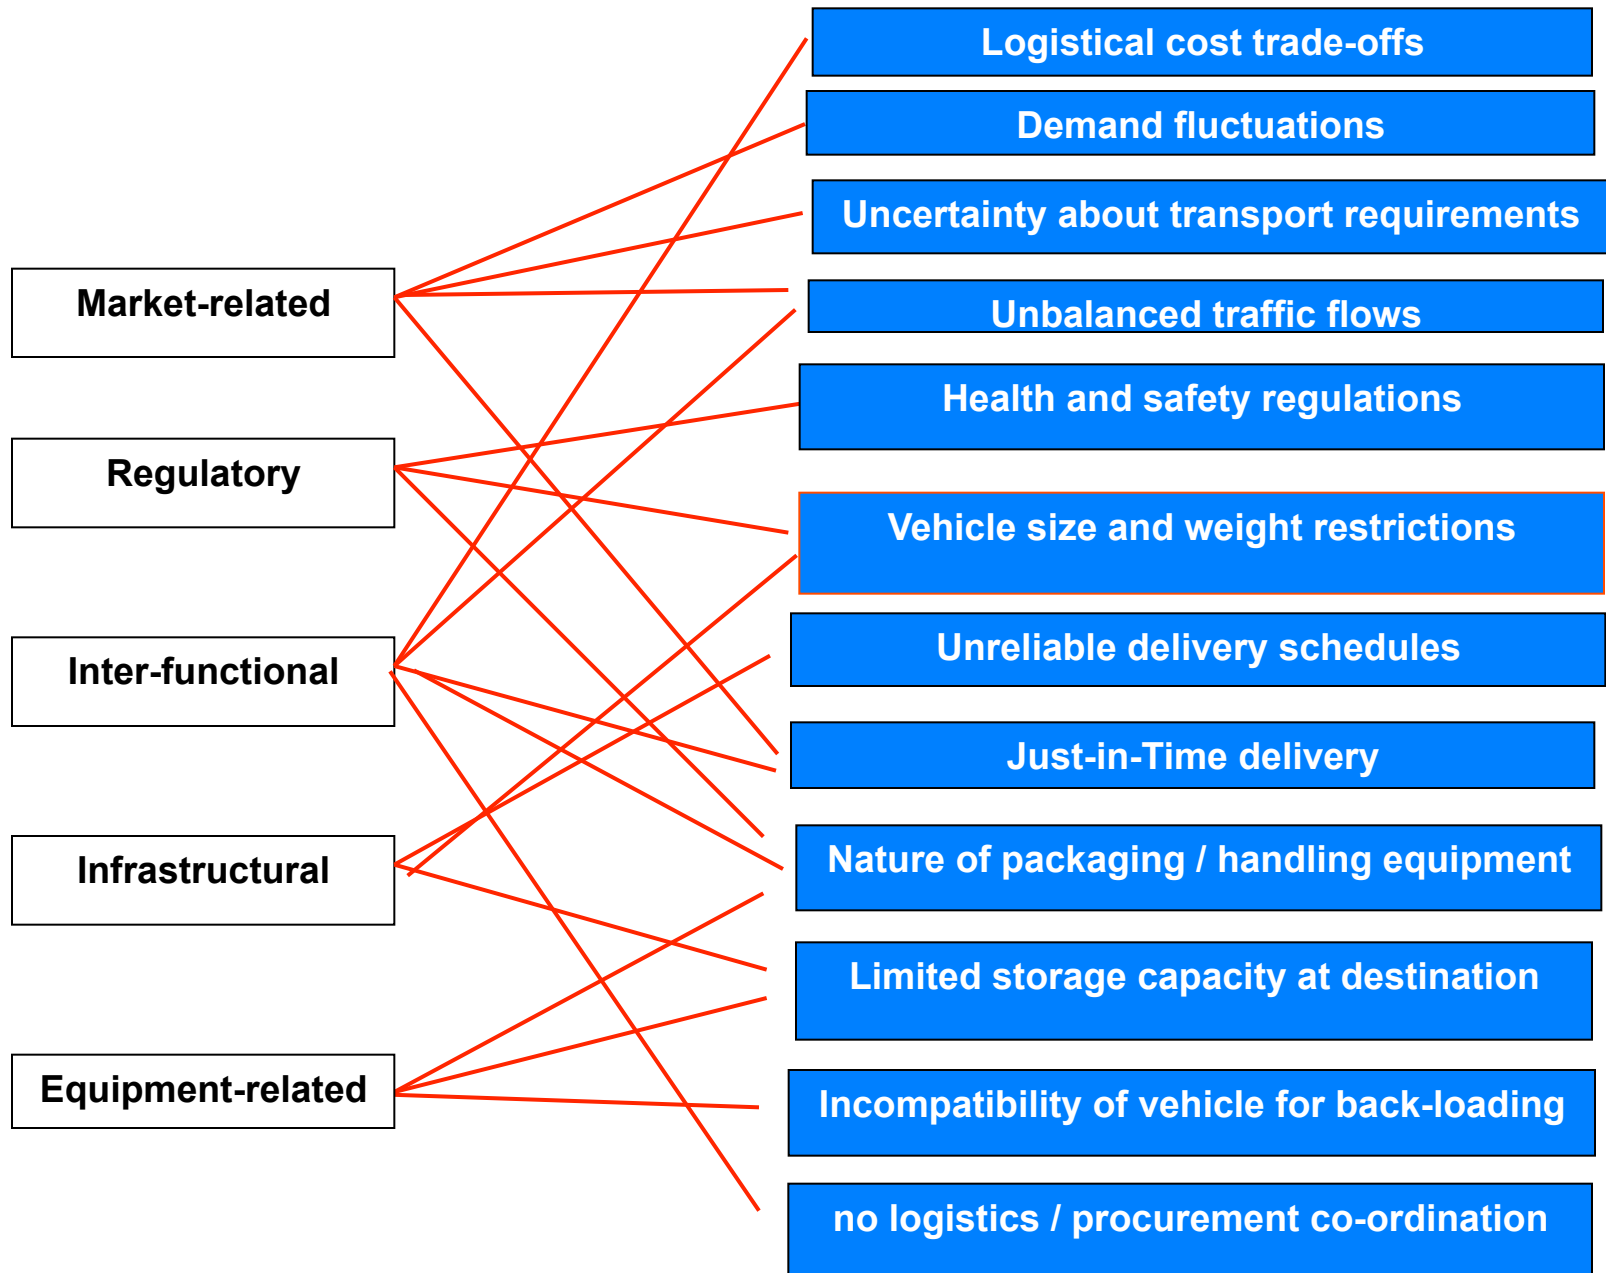 Logistical cost trade-offs
Demand fluctuations
Uncertainty about transport requirements
Market-related
Unbalanced traffic flows
Health and safety regulations
Regulatory
Vehicle size and weight restrictions
Inter-functional
Unreliable delivery schedules
Just-in-Time delivery
Infrastructural
Nature of packaging / handling equipment
Limited storage capacity at destination
Equipment-related
Incompatibility of vehicle for back-loading
no logistics / procurement co-ordination